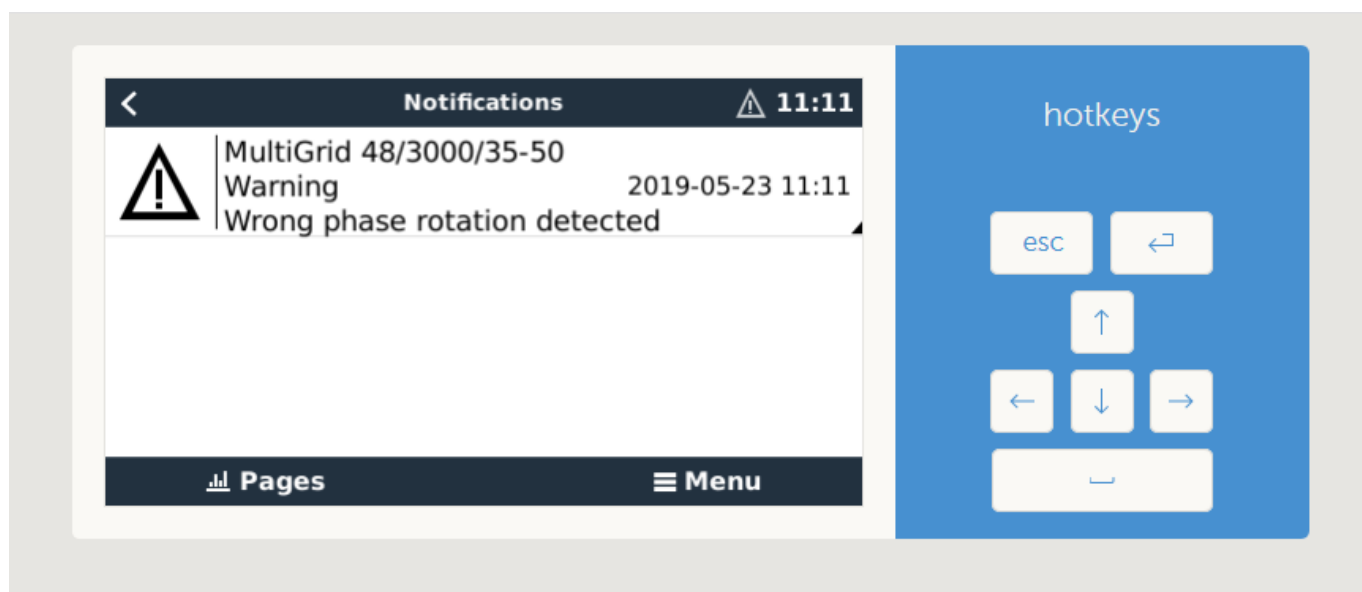 Notifications
11:11
MultiGrid 48/3000/35-50
Warning
2019-05-23 11:11
Wrong phase rotation detected
Pages
Menu
hotkeys
esc